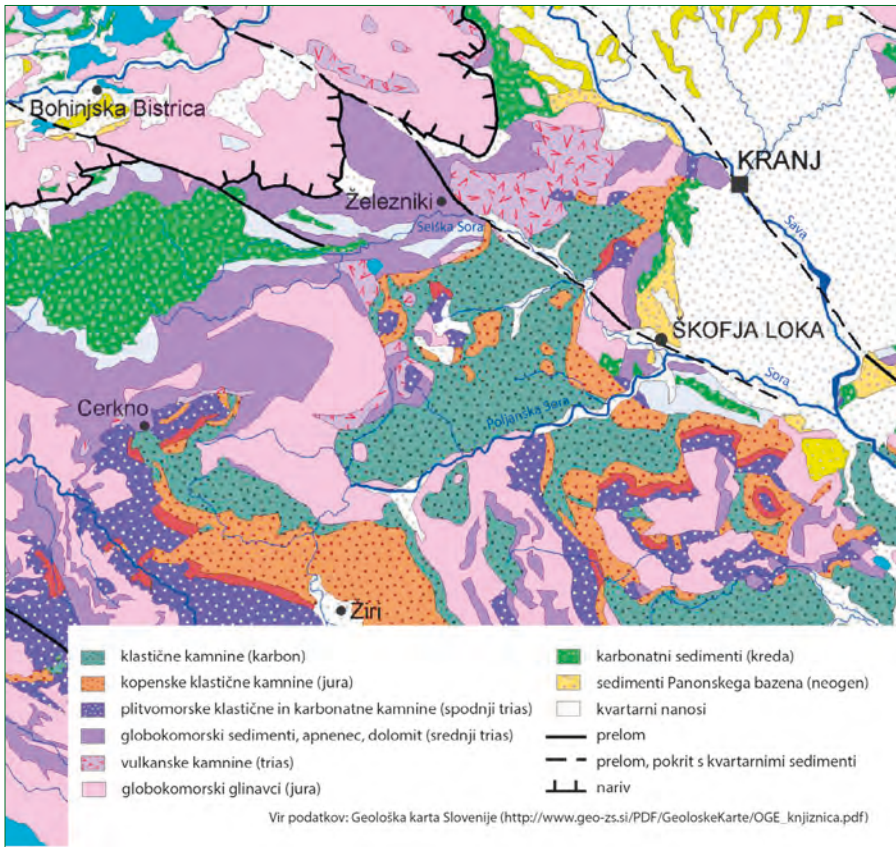 Bohinjska Bistrica
KRANJ
Železniki
Selška Sora
Sava
ŠKOFJA LOKA
Sora
Cerkno
Poljanska Sora
Žiri
klastične kamnine (karbon)
kopenske klastične kamnine (jura)
plitvomorske klastične in karbonatne kamnine (spodnji trias)
globokomorski sedimenti, apnenec, dolomit (srednji trias)
vulkanske kamnine (trias)
globokomorski glinavci (jura)
karbonatni sedimenti (kreda)
sedimenti Panonskega bazena (neogen)
kvartarni nanosi
prelom
prelom, pokrit s kvartarnimi sedimenti
nariv
Vir podatkov: Geološka karta Slovenije (http://www.geo-zs.si/PDF/GeoloskeKarte/OGE_knjiznica.pdf)